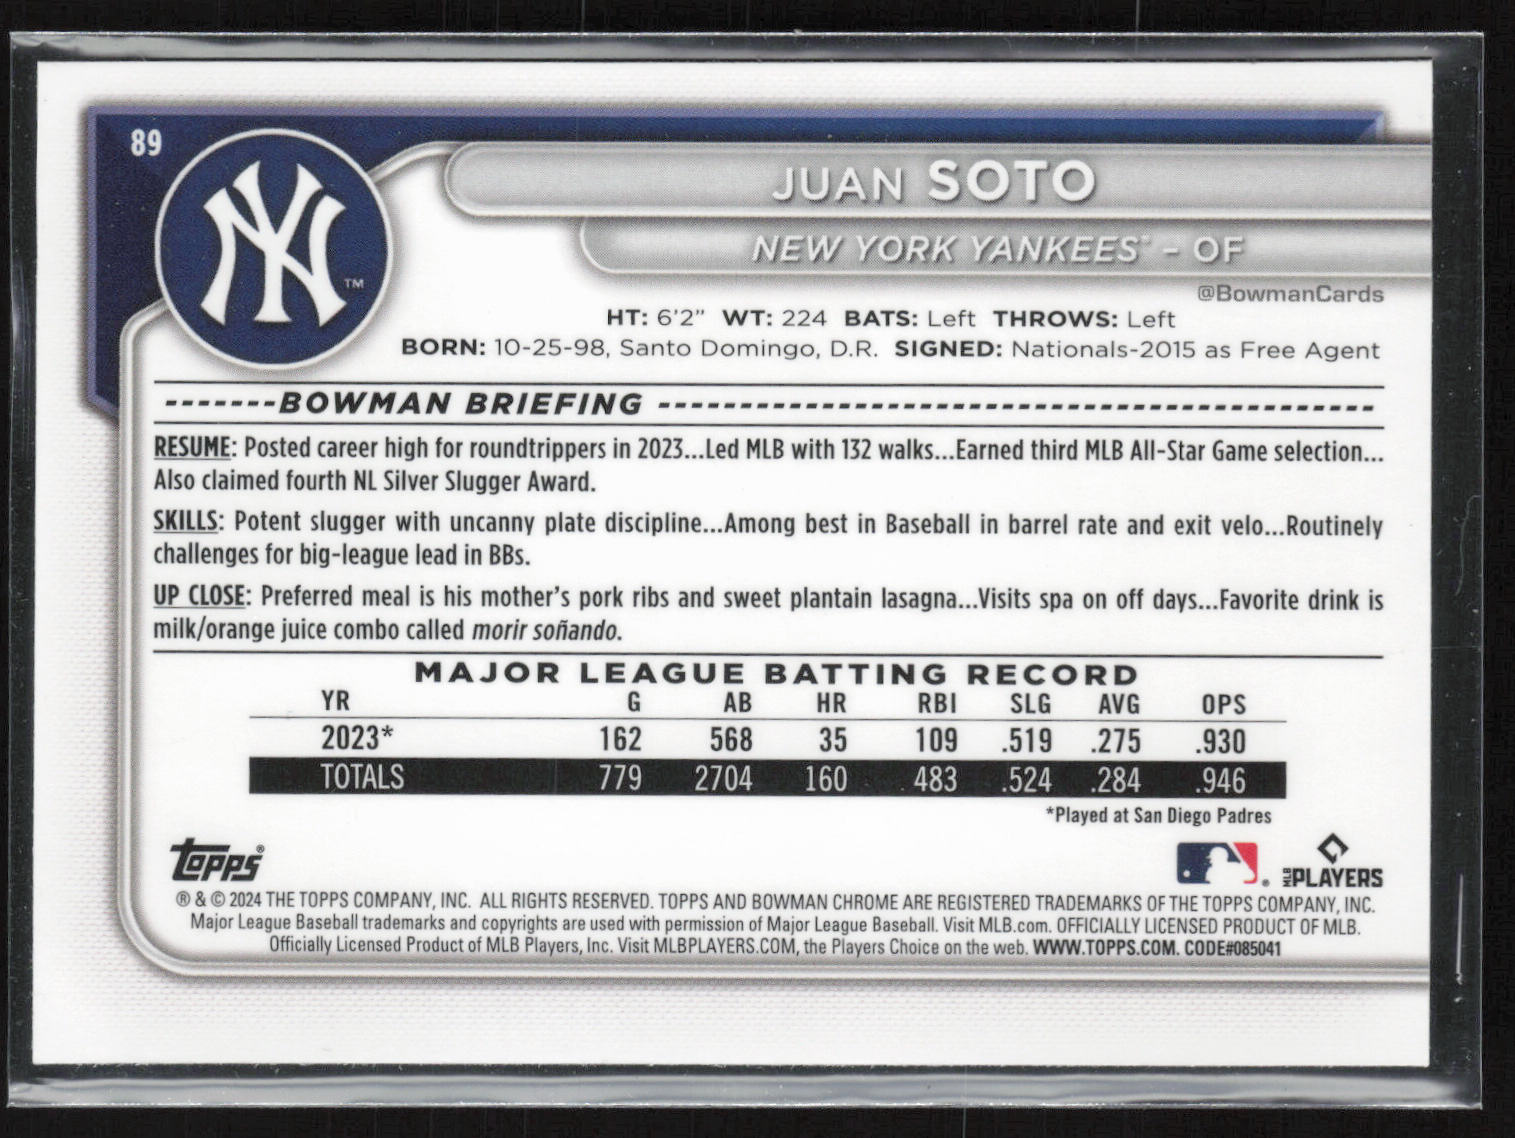 89
NY
TM
JUAN SOTO
NEW YORK YANKEES™ – OF
@BowmanCards
HT: 6'2" WT: 224 BATS: Left THROWS: Left
BORN: 10-25-98, Santo Domingo, D.R. SIGNED: Nationals-2015 as Free Agent
-------BOWMAN BRIEFING --------------------------------------------
RESUME: Posted career high for roundtrippers in 2023...Led MLB with 132 walks...Earned third MLB All-Star Game selection...
Also claimed fourth NL Silver Slugger Award.
SKILLS: Potent slugger with uncanny plate discipline...Among best in Baseball in barrel rate and exit velo...Routinely
challenges for big-league lead in BBs.
UP CLOSE: Preferred meal is his mother's pork ribs and sweet plantain lasagna...Visits spa on off days...Favorite drink is
milk/orange juice combo called morir soñando.
MAJOR LEAGUE BATTING RECORD
YR G AB HR RBI SLG AVG OPS
2023* 162 568 35 109 .519 .275 .930
TOTALS 779 2704 160 483 .524 .284 .946
*Played at San Diego Padres
Topps®
® MLB PLAYERS
® & © 2024 THE TOPPS COMPANY, INC. ALL RIGHTS RESERVED. TOPPS AND BOWMAN CHROME ARE REGISTERED TRADEMARKS OF THE TOPPS COMPANY, INC.
Major League Baseball trademarks and copyrights are used with permission of Major League Baseball. Visit MLB.com. OFFICIALLY LICENSED PRODUCT OF MLB.
Officially Licensed Product of MLB Players, Inc. Visit MLBPLAYERS.COM, the Players Choice on the web. WWW.TOPPS.COM. CODE#085041